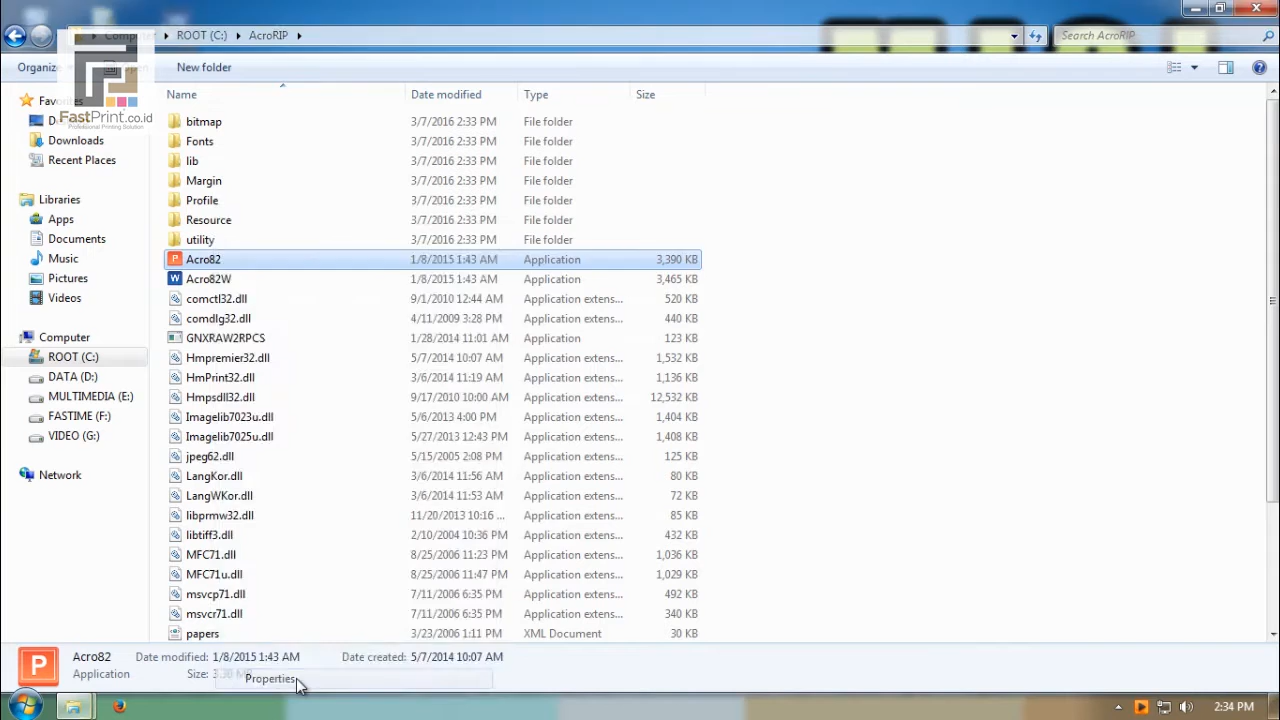 Computer ROOT (C:) AcroRIP
Search AcroRIP
Organize Open New folder
FastPrint.co.id
Professional Printing Solution
Name Date modified Type Size
Favorites
Downloads
Recent Places
Libraries
Apps
Documents
Music
Pictures
Videos
Computer
ROOT (C:)
DATA (D:)
MULTIMEDIA (E:)
FASTIME (F:)
VIDEO (G:)
Network
bitmap 3/7/2016 2:33 PM File folder
Fonts 3/7/2016 2:33 PM File folder
lib 3/7/2016 2:33 PM File folder
Margin 3/7/2016 2:33 PM File folder
Profile 3/7/2016 2:33 PM File folder
Resource 3/7/2016 2:33 PM File folder
utility 3/7/2016 2:33 PM File folder
Acro82 1/8/2015 1:43 AM Application 3,390 KB
Acro82W 1/8/2015 1:43 AM Application 3,465 KB
comctl32.dll 9/1/2010 12:44 AM Application extens... 520 KB
comdlg32.dll 4/11/2009 3:28 PM Application extens... 440 KB
GNXRAW2RPCS 1/28/2014 11:01 AM Application 123 KB
Hmpremier32.dll 5/7/2014 10:07 AM Application extens... 1,532 KB
HmPrint32.dll 3/6/2014 11:19 AM Application extens... 1,136 KB
Hmpsdll32.dll 9/17/2010 10:00 AM Application extens... 12,532 KB
Imagelib7023u.dll 5/6/2013 4:00 PM Application extens... 1,404 KB
Imagelib7025u.dll 5/27/2013 12:43 PM Application extens... 1,408 KB
jpeg62.dll 5/15/2005 2:08 PM Application extens... 125 KB
LangKor.dll 3/6/2014 11:56 AM Application extens... 80 KB
LangWKor.dll 3/6/2014 11:53 AM Application extens... 72 KB
libprmw32.dll 11/20/2013 10:16 ... Application extens... 85 KB
libtiff3.dll 2/10/2004 10:36 PM Application extens... 432 KB
MFC71.dll 8/25/2006 11:23 PM Application extens... 1,036 KB
MFC71u.dll 8/25/2006 11:47 PM Application extens... 1,029 KB
msvcp71.dll 7/11/2006 6:35 PM Application extens... 492 KB
msvcr71.dll 7/11/2006 6:35 PM Application extens... 340 KB
papers 3/23/2006 1:11 PM XML Document 30 KB
P
Acro82 Date modified: 1/8/2015 1:43 AM Date created: 5/7/2014 10:07 AM
Application Size: 3.30 MB
Properties
2:34 PM